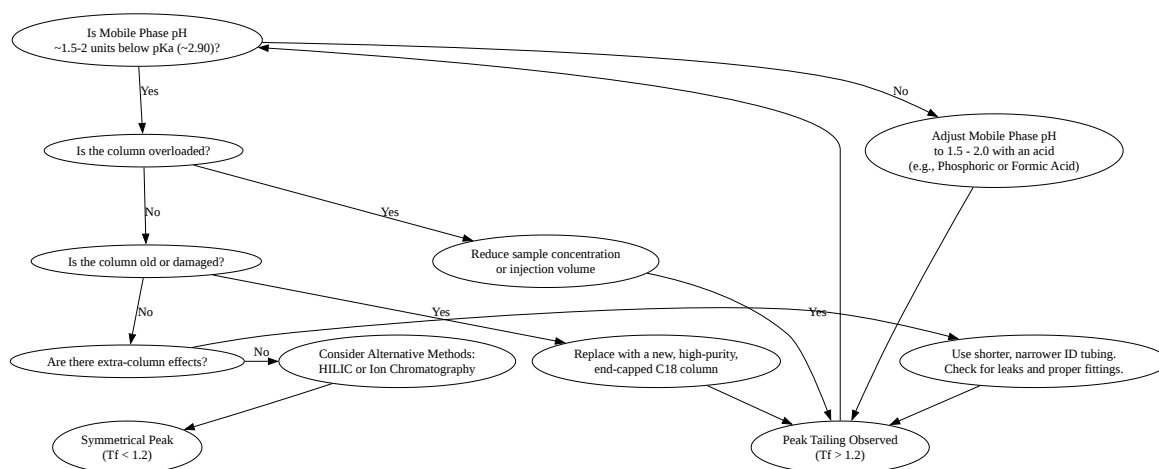 Is Mobile Phase pH
~1.5-2 units below pKa (~2.90)?
Yes
No
Is the column overloaded?
Adjust Mobile Phase pH
to 1.5 - 2.0 with an acid
(e.g., Phosphoric or Formic Acid)
No
Yes
Is the column old or damaged?
Reduce sample concentration
or injection volume
No
Yes
Yes
Are there extra-column effects?
No
Consider Alternative Methods:
HILIC or Ion Chromatography
Replace with a new, high-purity,
end-capped C18 column
Use shorter, narrower ID tubing.
Check for leaks and proper fittings.
Symmetrical Peak
(Tf < 1.2)
Peak Tailing Observed
(Tf > 1.2)